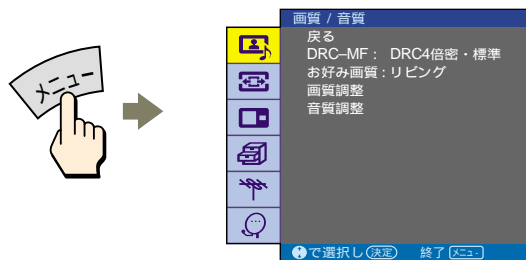 メニュー
画質 / 音質
戻る
DRC–MF： DRC4倍密・標準
お好み画質：リビング
画質調整
音質調整
で選択し 決定 終了 メニュー